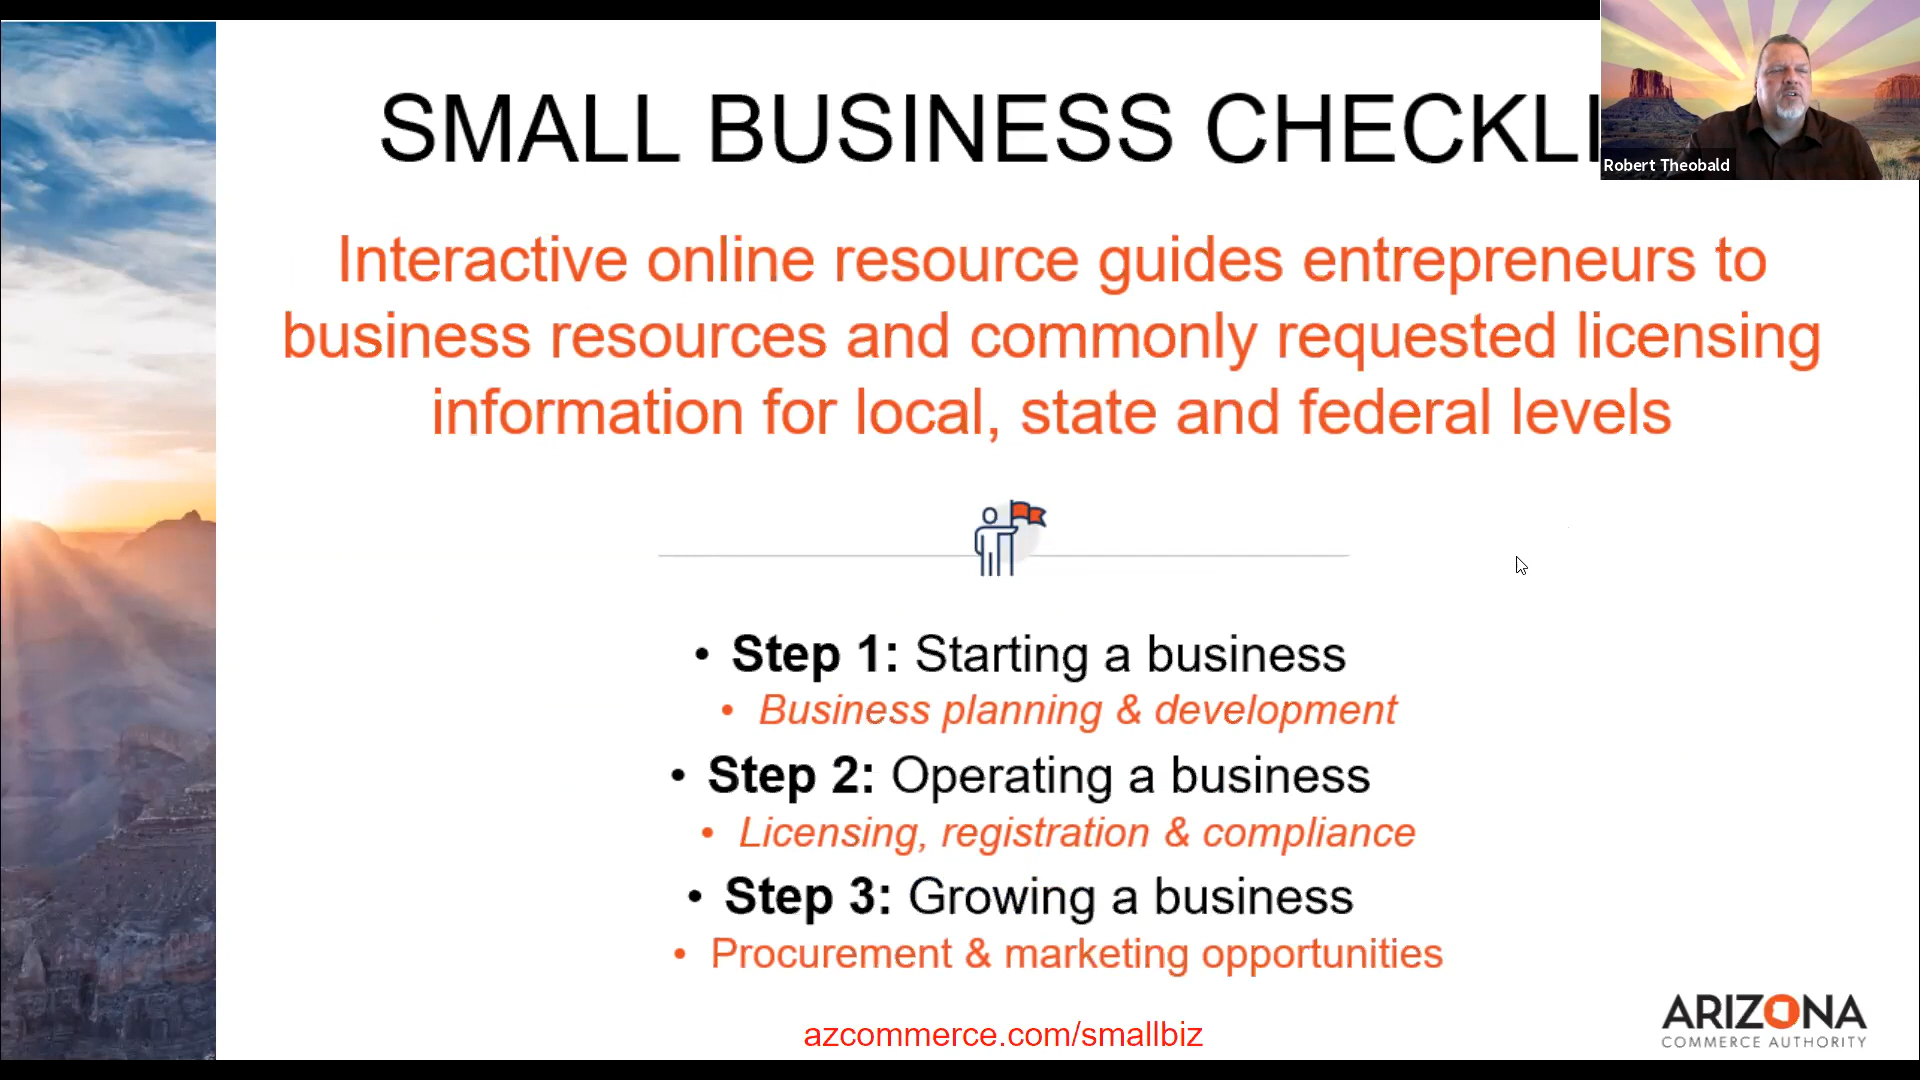 SMALL BUSINESS CHECKLI
Robert Theobald
Interactive online resource guides entrepreneurs to
business resources and commonly requested licensing
information for local, state and federal levels
• Step 1: Starting a business
• Business planning & development
• Step 2: Operating a business
• Licensing, registration & compliance
• Step 3: Growing a business
• Procurement & marketing opportunities
azcommerce.com/smallbiz
ARIZONA
COMMERCE AUTHORITY